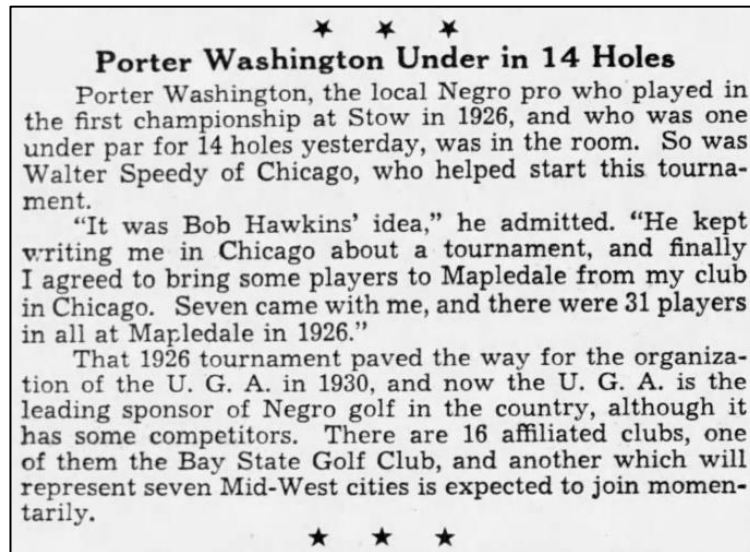 Porter Washington Under in 14 Holes
Porter Washington, the local Negro pro who played in
the first championship at Stow in 1926, and who was one
under par for 14 holes yesterday, was in the room. So was
Walter Speedy of Chicago, who helped start this tourna-
ment.
"It was Bob Hawkins' idea," he admitted. "He kept
writing me in Chicago about a tournament, and finally
I agreed to bring some players to Mapledale from my club
in Chicago. Seven came with me, and there were 31 players
in all at Mapledale in 1926."
That 1926 tournament paved the way for the organiza-
tion of the U. G. A. in 1930, and now the U. G. A. is the
leading sponsor of Negro golf in the country, although it
has some competitors. There are 16 affiliated clubs, one
of them the Bay State Golf Club, and another which will
represent seven Mid-West cities is expected to join momen-
tarily.